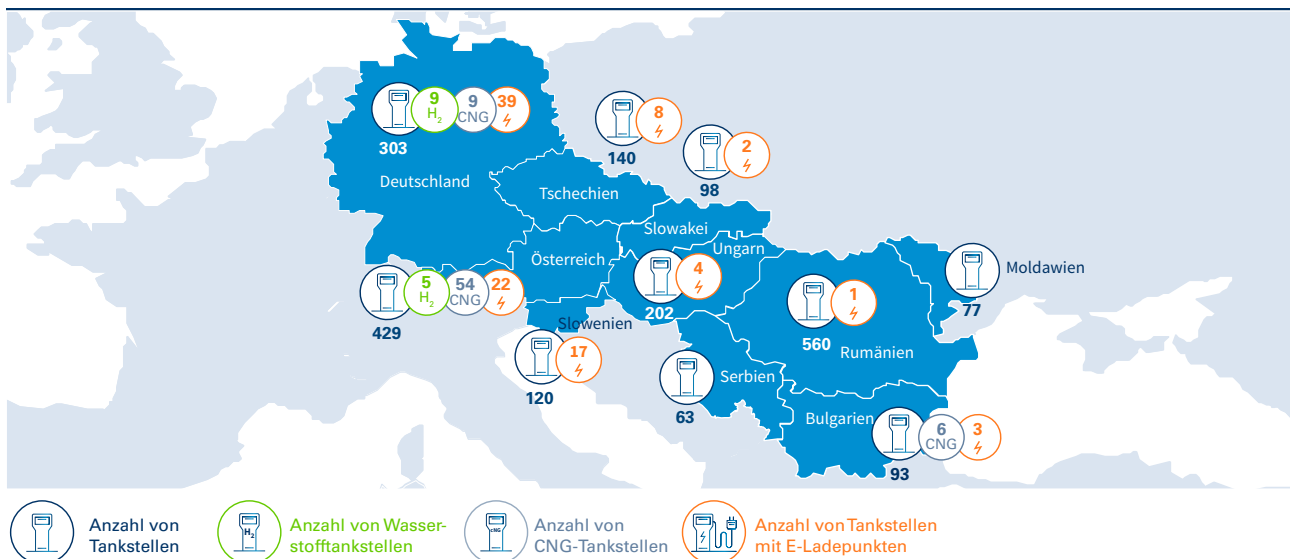 9
H₂
9
CNG
39
303
Deutschland
8
140
2
98
Tschechien
Slowakei
Ungarn
Österreich
4
202
5
H₂
54
CNG
22
429
Slowenien
17
120
1
560
Rumänien
Moldawien
77
Serbien
63
Bulgarien
6
CNG
3
93
Anzahl von
Tankstellen
H₂
Anzahl von Wasser-
stofftankstellen
CNG
Anzahl von
CNG-Tankstellen
Anzahl von Tankstellen
mit E-Ladepunkten